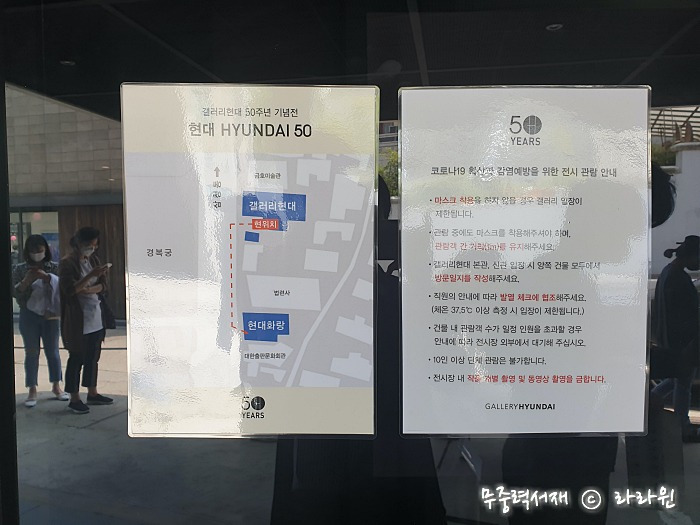 갤러리현대 50주년 기념전
현대 HYUNDAI 50
삼청동
금호미술관
갤러리현대
현위치
경복궁
법련사
현대화랑
대한출판문화회관
50
YEARS
50
YEARS
코로나19 확산과 감염예방을 위한 전시 관람 안내
• 마스크 착용을 하지 않을 경우 갤러리 입장이
제한됩니다.
• 관람 중에도 마스크를 착용해주셔야 하며,
관람객 간 거리(1m)를 유지해주세요.
• 갤러리현대 본관, 신관 입장 시 양쪽 건물 모두에서
방문일지를 작성해주세요.
• 직원의 안내에 따라 발열 체크에 협조해주세요.
(체온 37.5℃ 이상 측정 시 입장이 제한됩니다.)
• 건물 내 관람객 수가 일정 인원을 초과할 경우
안내에 따라 전시장 외부에서 대기해 주십시오.
• 10인 이상 단체 관람은 불가합니다.
• 전시장 내 작품 개별 촬영 및 동영상 촬영을 금합니다.
GALLERYHYUNDAI
무중력서재 © 라라윈